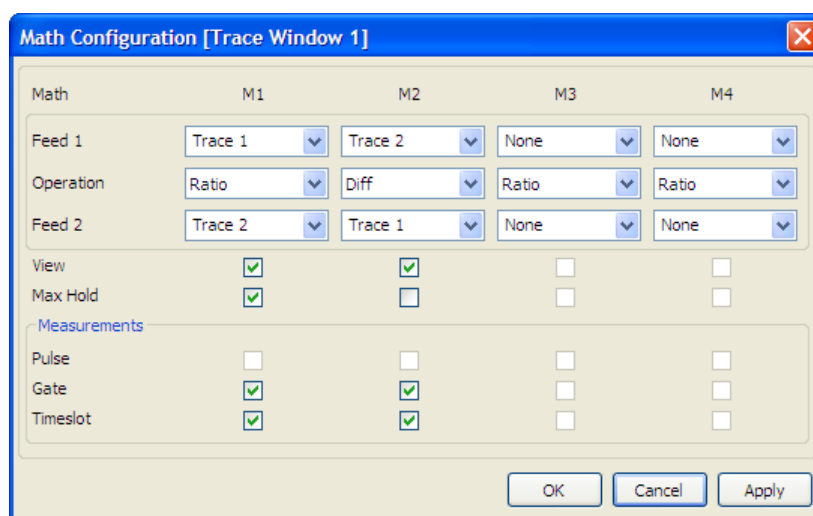 Math Configuration [Trace Window 1]
Math M1 M2 M3 M4
Feed 1 Trace 1 Trace 2 None None
Operation Ratio Diff Ratio Ratio
Feed 2 Trace 2 Trace 1 None None
View
Max Hold
Measurements
Pulse
Gate
Timeslot
OK Cancel Apply